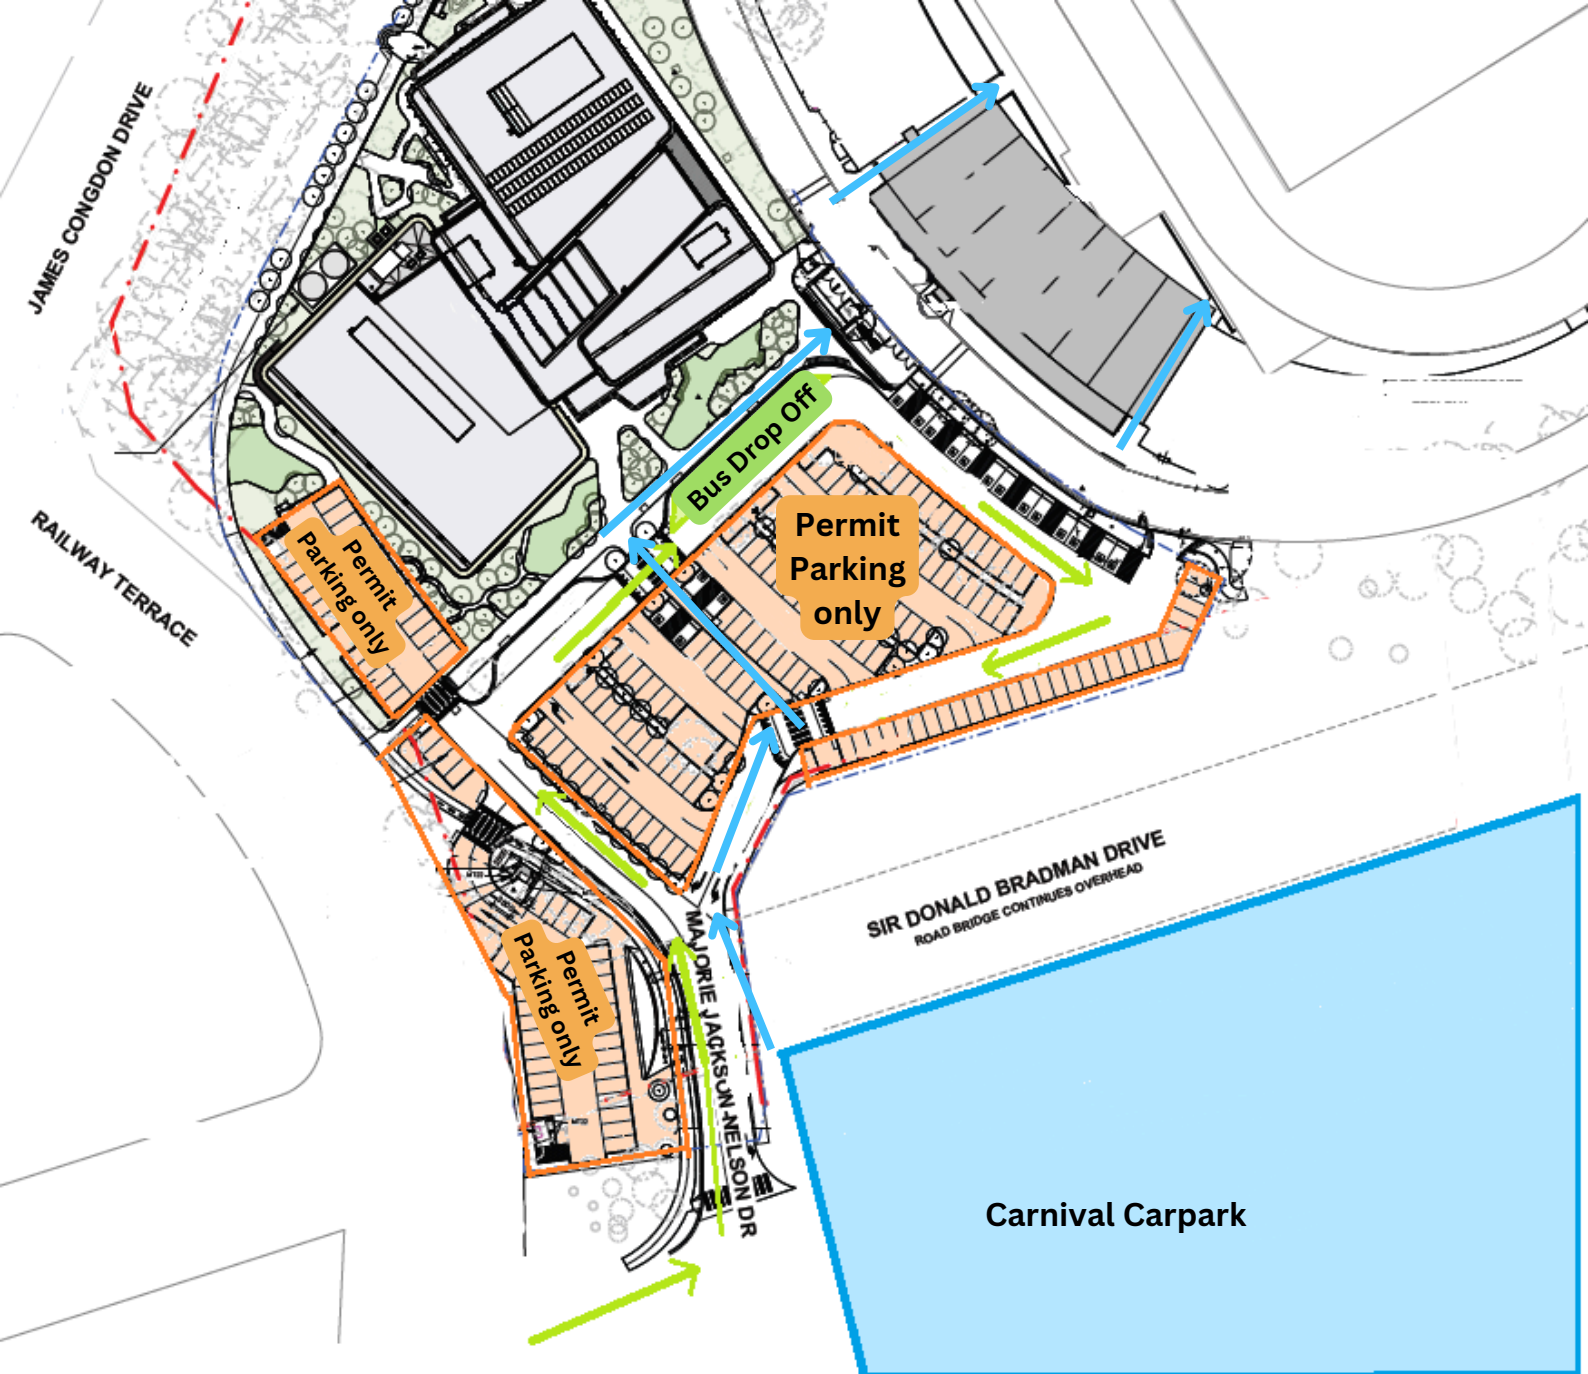 JAMES CONGDON DRIVE
RAILWAY TERRACE
Bus Drop Off
Permit
Parking
only
Permit
Parking only
Permit
Parking only
SIR DONALD BRADMAN DRIVE
ROAD BRIDGE CONTINUES OVERHEAD
MAJORIE JACKSON-NELSON DR
Carnival Carpark